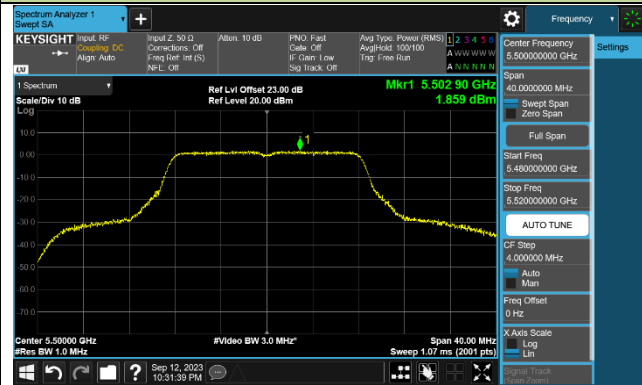 Spectrum Analyzer 1
Swept SA
Frequency
KEYSIGHT
Input: RF
Coupling: DC
Align: Auto
Input Z: 50 Ω
Corrections: Off
Freq Ref: Int (S)
NFE: Off
Atten: 10 dB
PNO: Fast
Gate: Off
IF Gain: Low
Sig Track: Off
Avg Type: Power (RMS)
Avg|Hold: 100/100
Trig: Free Run
1 2 3 4 5 6
A W W W W W
A N N N N N
LXI
1 Spectrum
Scale/Div 10 dB
Log
Ref Lvl Offset 23.00 dB
Ref Level 20.00 dBm
Mkr1 5.502 90 GHz
1.859 dBm
10.0
0.00
-10.0
-20.0
-30.0
-40.0
-50.0
-60.0
-70.0
1
Center 5.50000 GHz
#Res BW 1.0 MHz
#Video BW 3.0 MHz*
Span 40.00 MHz
Sweep 1.07 ms (2001 pts)
Sep 12, 2023
10:31:39 PM
Center Frequency
5.500000000 GHz
Settings
Span
40.0000000 MHz
Swept Span
Zero Span
Full Span
Start Freq
5.480000000 GHz
Stop Freq
5.520000000 GHz
AUTO TUNE
CF Step
4.000000 MHz
Auto
Man
Freq Offset
0 Hz
X Axis Scale
Log
Lin
Signal Track
(Span Zoom)